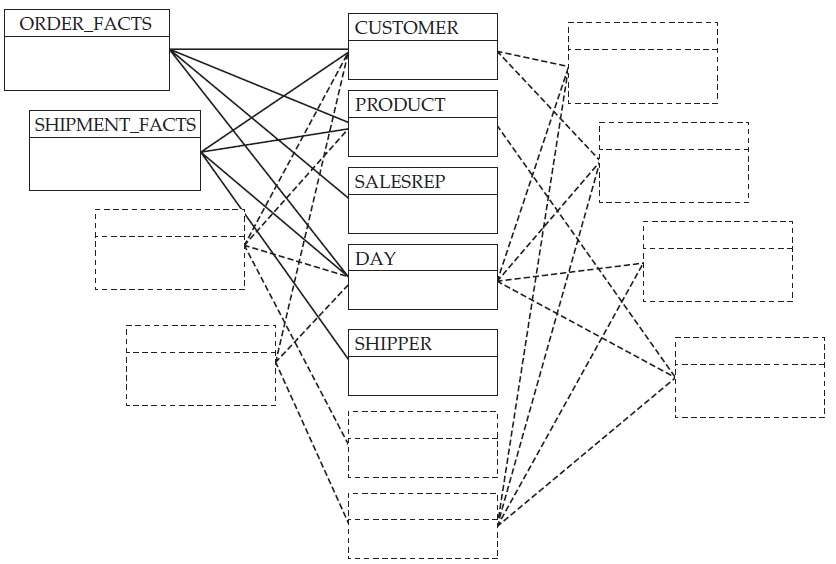 ORDER_FACTS
SHIPMENT_FACTS
CUSTOMER
PRODUCT
SALESREP
DAY
SHIPPER